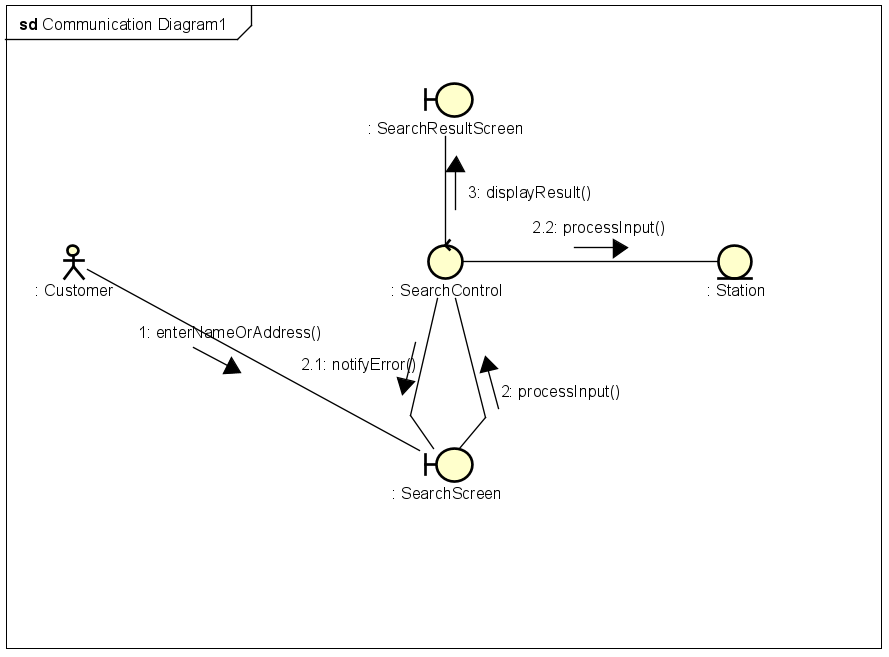 sd Communication Diagram1
: SearchResultScreen
3: displayResult()
2.2: processInput()
: Customer
: SearchControl
: Station
1: enterNameOrAddress()
2.1: notifyError()
2: processInput()
: SearchScreen